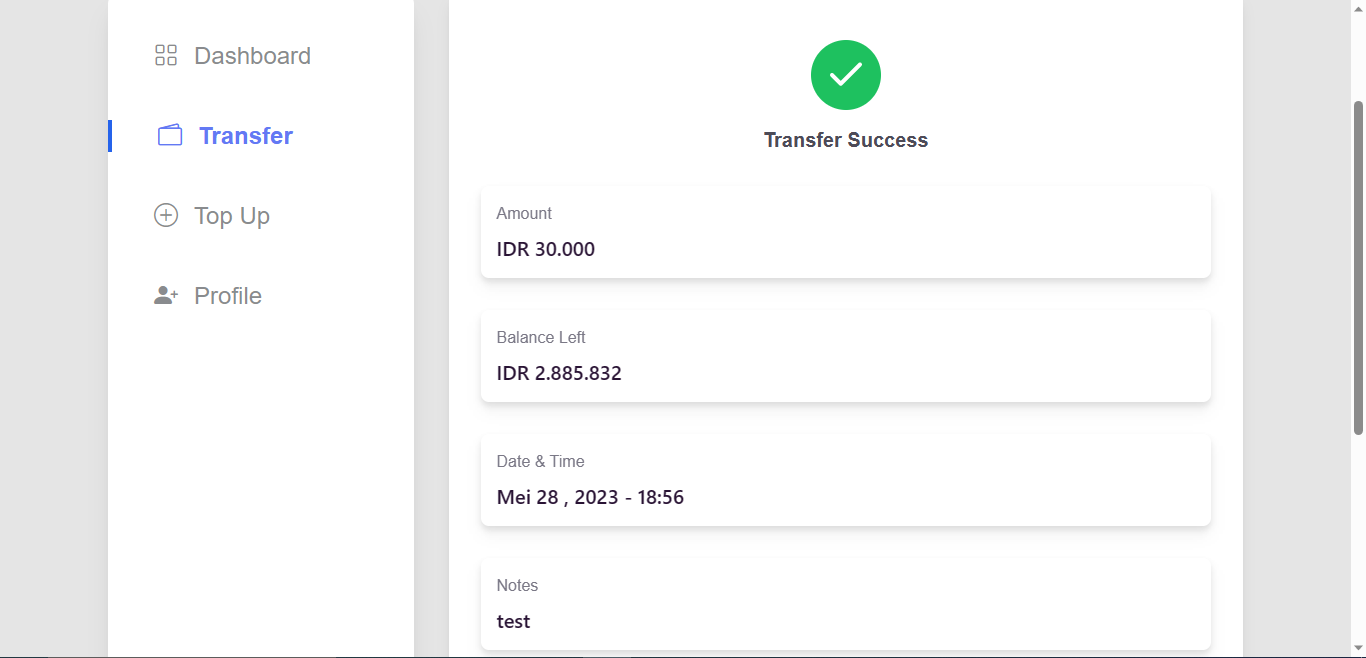 Dashboard
Transfer
Top Up
Profile
Transfer Success
Amount
IDR 30.000
Balance Left
IDR 2.885.832
Date & Time
Mei 28 , 2023 - 18:56
Notes
test